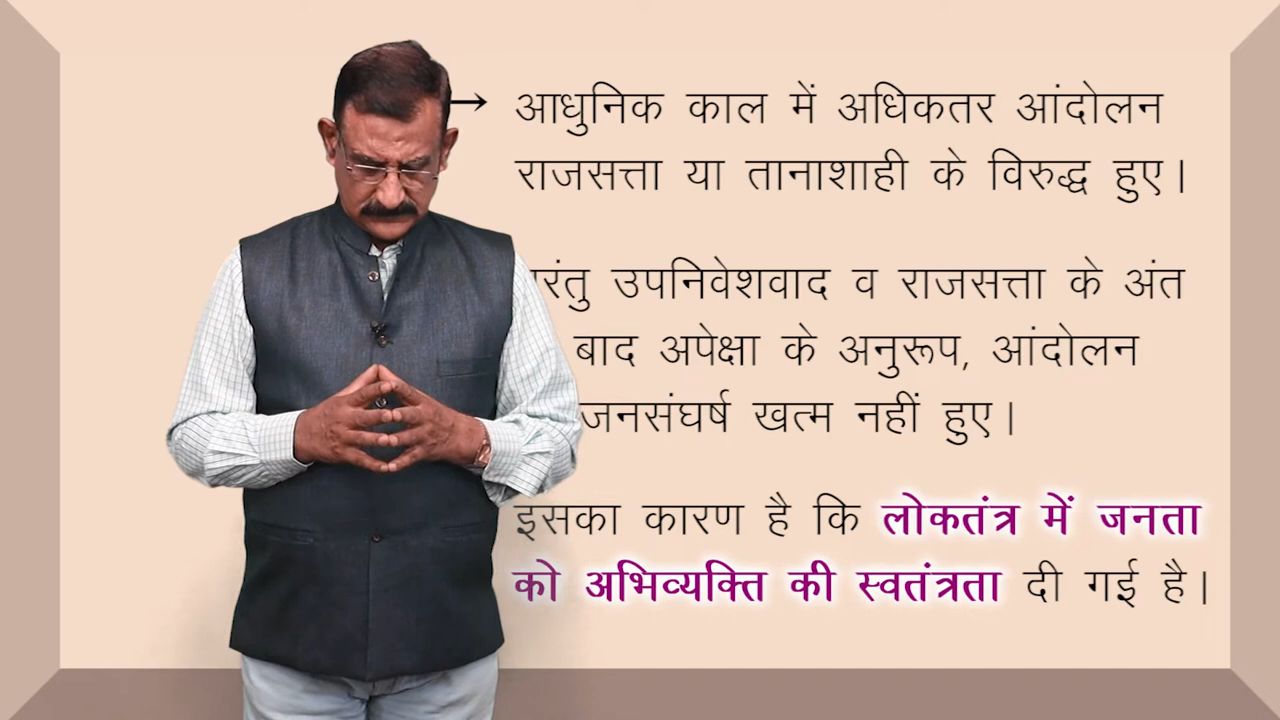 → आधुनिक काल में अधिकतर आंदोलन
राजसत्ता या तानाशाही के विरुद्ध हुए।
उपनिवेशवाद व राजसत्ता के अंत
बाद अपेक्षा के अनुरूप, आंदोलन
जनसंघर्ष खत्म नहीं हुए।
इसका कारण है कि लोकतंत्र में जनता
को अभिव्यक्ति की स्वतंत्रता दी गई है।